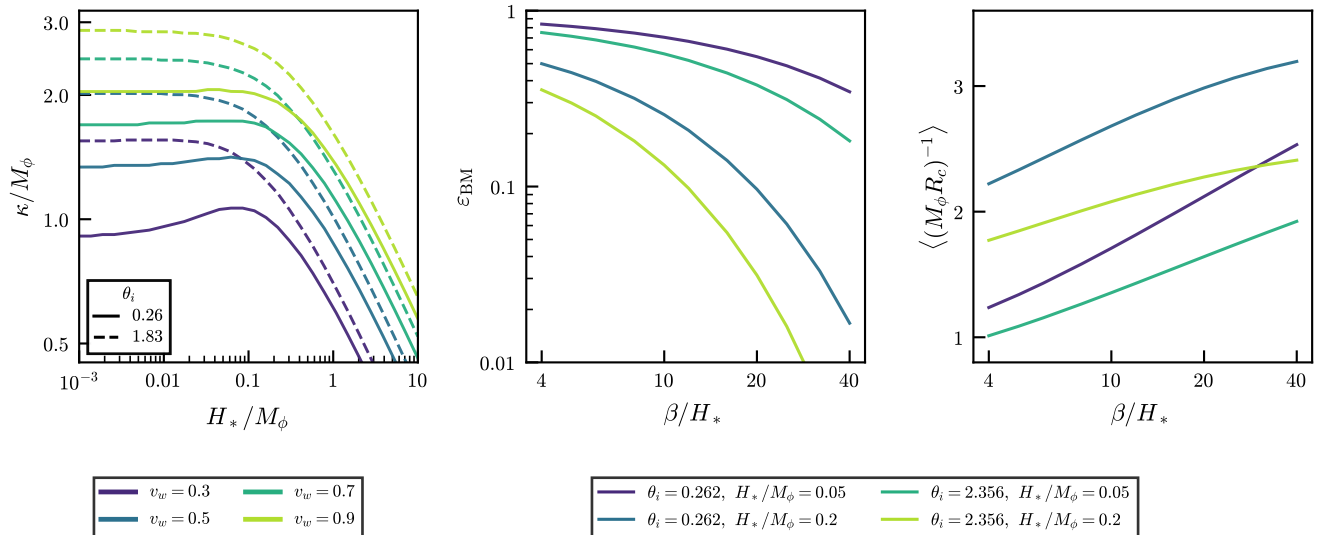 3.0
2.0
1.0
0.5
κ/M_ϕ
θ_i
0.26
1.83
10^{-3}
0.01
0.1
1
10
H_*/M_ϕ
1
0.1
0.01
ε_BM
4
10
20
40
β/H_*
3
2
1
⟨(M_ϕ R_c)^{-1}⟩
4
10
20
40
β/H_*
v_w = 0.3
v_w = 0.7
v_w = 0.5
v_w = 0.9
θ_i = 0.262, H_*/M_ϕ = 0.05
θ_i = 2.356, H_*/M_ϕ = 0.05
θ_i = 0.262, H_*/M_ϕ = 0.2
θ_i = 2.356, H_*/M_ϕ = 0.2